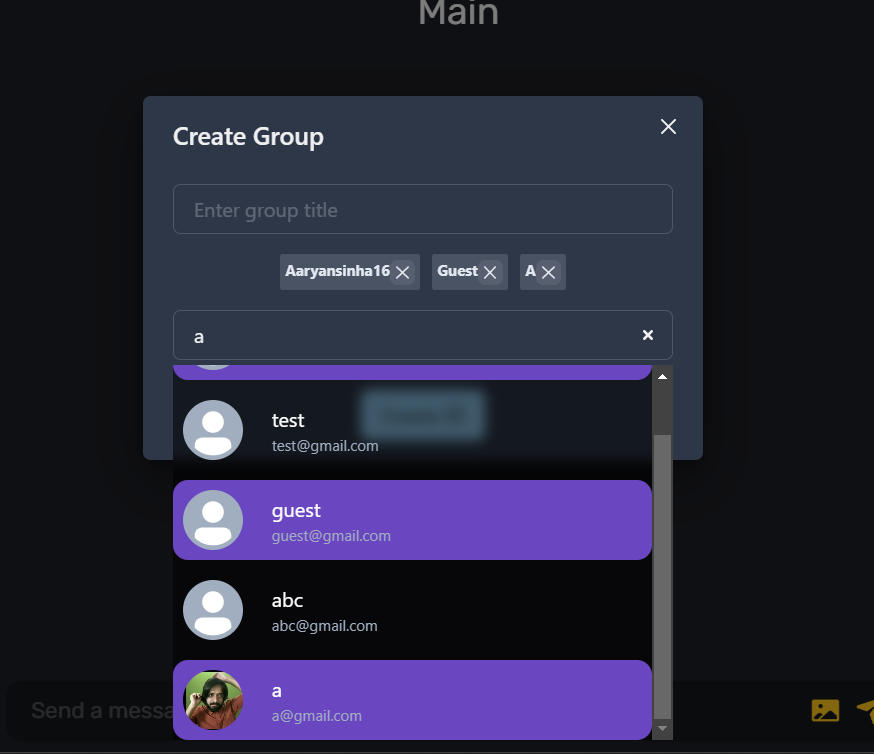 Main
Create Group
Enter group title
Aaryansinha16 Guest A
a
test
test@gmail.com
guest
guest@gmail.com
abc
abc@gmail.com
a
a@gmail.com
Send a messa